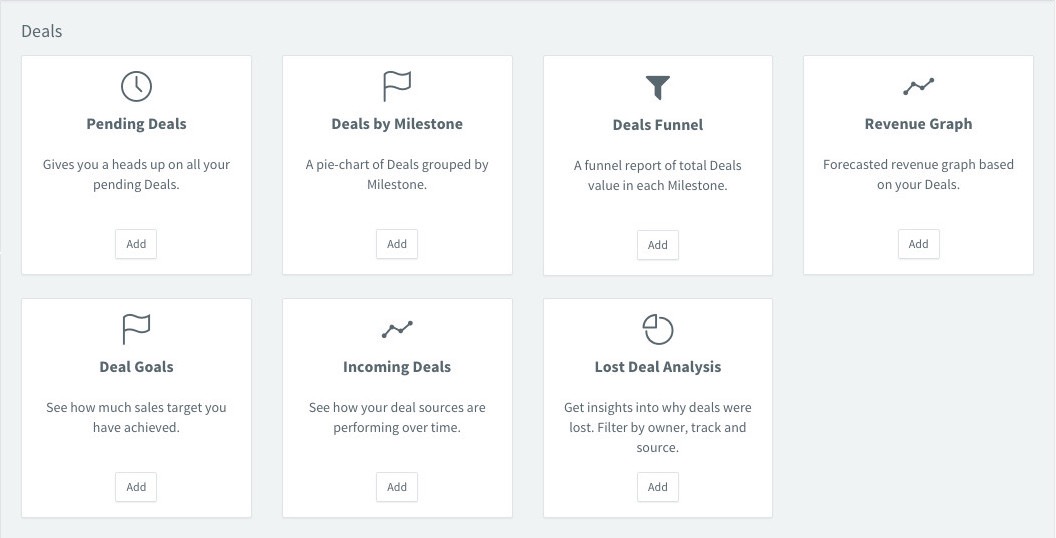 Deals
Pending Deals
Gives you a heads up on all your
pending Deals.
Add
Deals by Milestone
A pie-chart of Deals grouped by
Milestone.
Add
Deals Funnel
A funnel report of total Deals
value in each Milestone.
Add
Revenue Graph
Forecasted revenue graph based
on your Deals.
Add
Deal Goals
See how much sales target you
have achieved.
Add
Incoming Deals
See how your deal sources are
performing over time.
Add
Lost Deal Analysis
Get insights into why deals were
lost. Filter by owner, track and
source.
Add